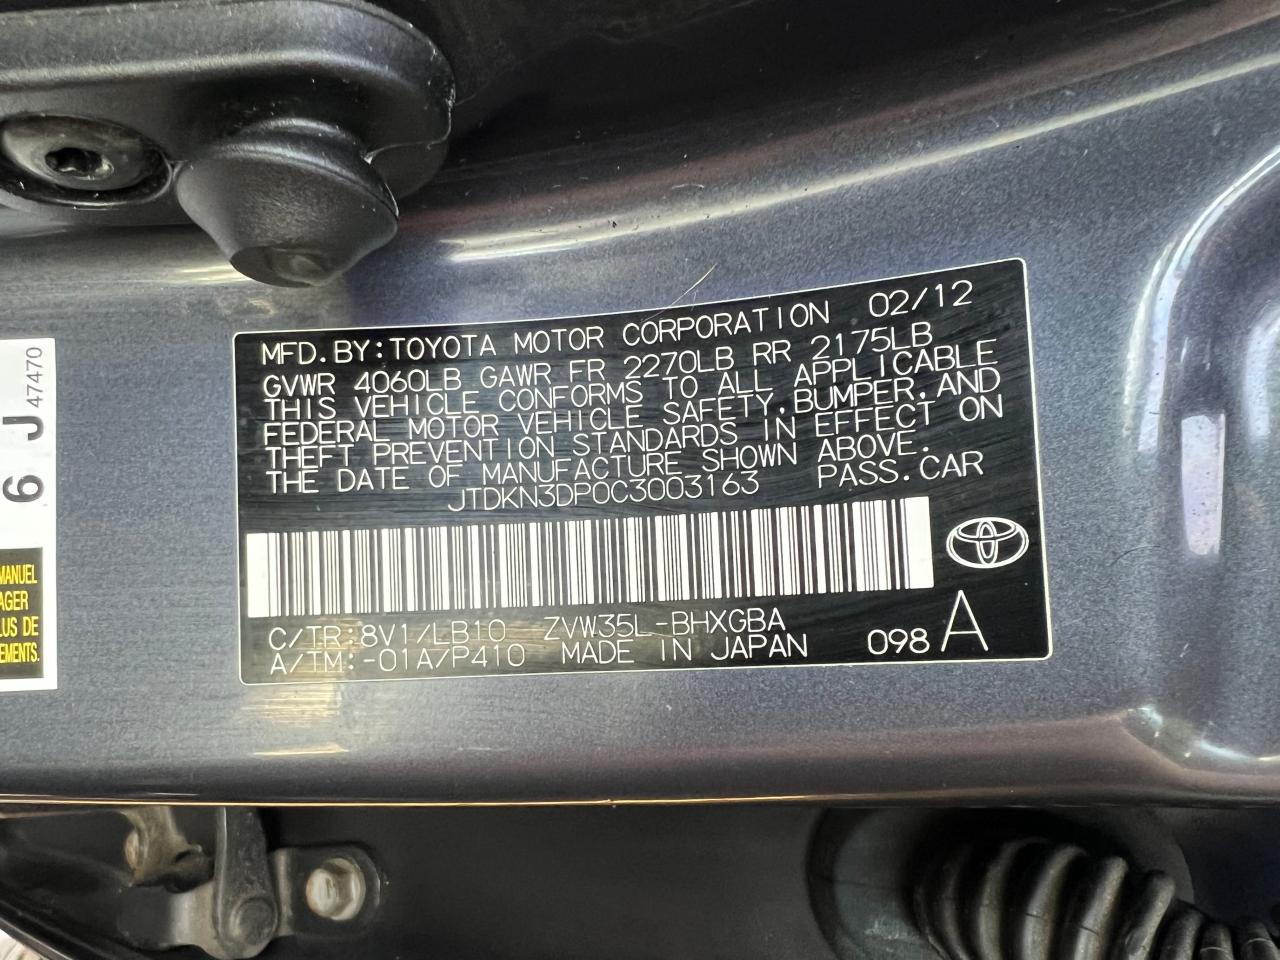 MFD.BY:TOYOTA MOTOR CORPORATION 02/12
GVWR 4060LB GAWR FR 2270LB RR 2175LB
THIS VEHICLE CONFORMS TO ALL APPLICABLE
FEDERAL MOTOR VEHICLE SAFETY,BUMPER,AND
THEFT PREVENTION STANDARDS IN EFFECT ON
THE DATE OF MANUFACTURE SHOWN ABOVE.
JTDKN3DP0C3003163 PASS.CAR
C/TR:8V1/LB10 ZVW35L-BHXGBA
A/TM:-01A/P410 MADE IN JAPAN 098 A
6 J 47470
MANUEL
AGER
LUS DE
EMENTS.